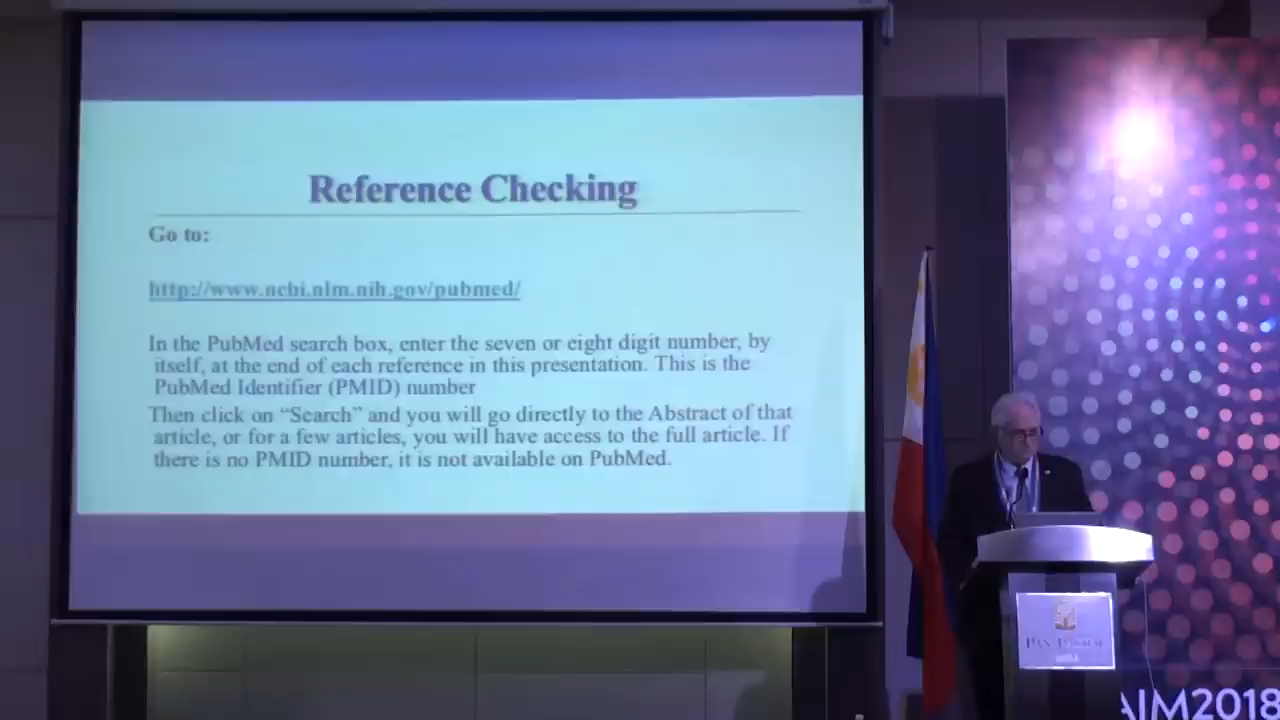 Reference Checking
Go to:
http://www.ncbi.nlm.nih.gov/pubmed/
In the PubMed search box, enter the seven or eight digit number, by
itself, at the end of each reference in this presentation. This is the
PubMed Identifier (PMID) number
Then click on “Search” and you will go directly to the Abstract of that
article, or for a few articles, you will have access to the full article. If
there is no PMID number, it is not available on PubMed.
PAN
AIM2018